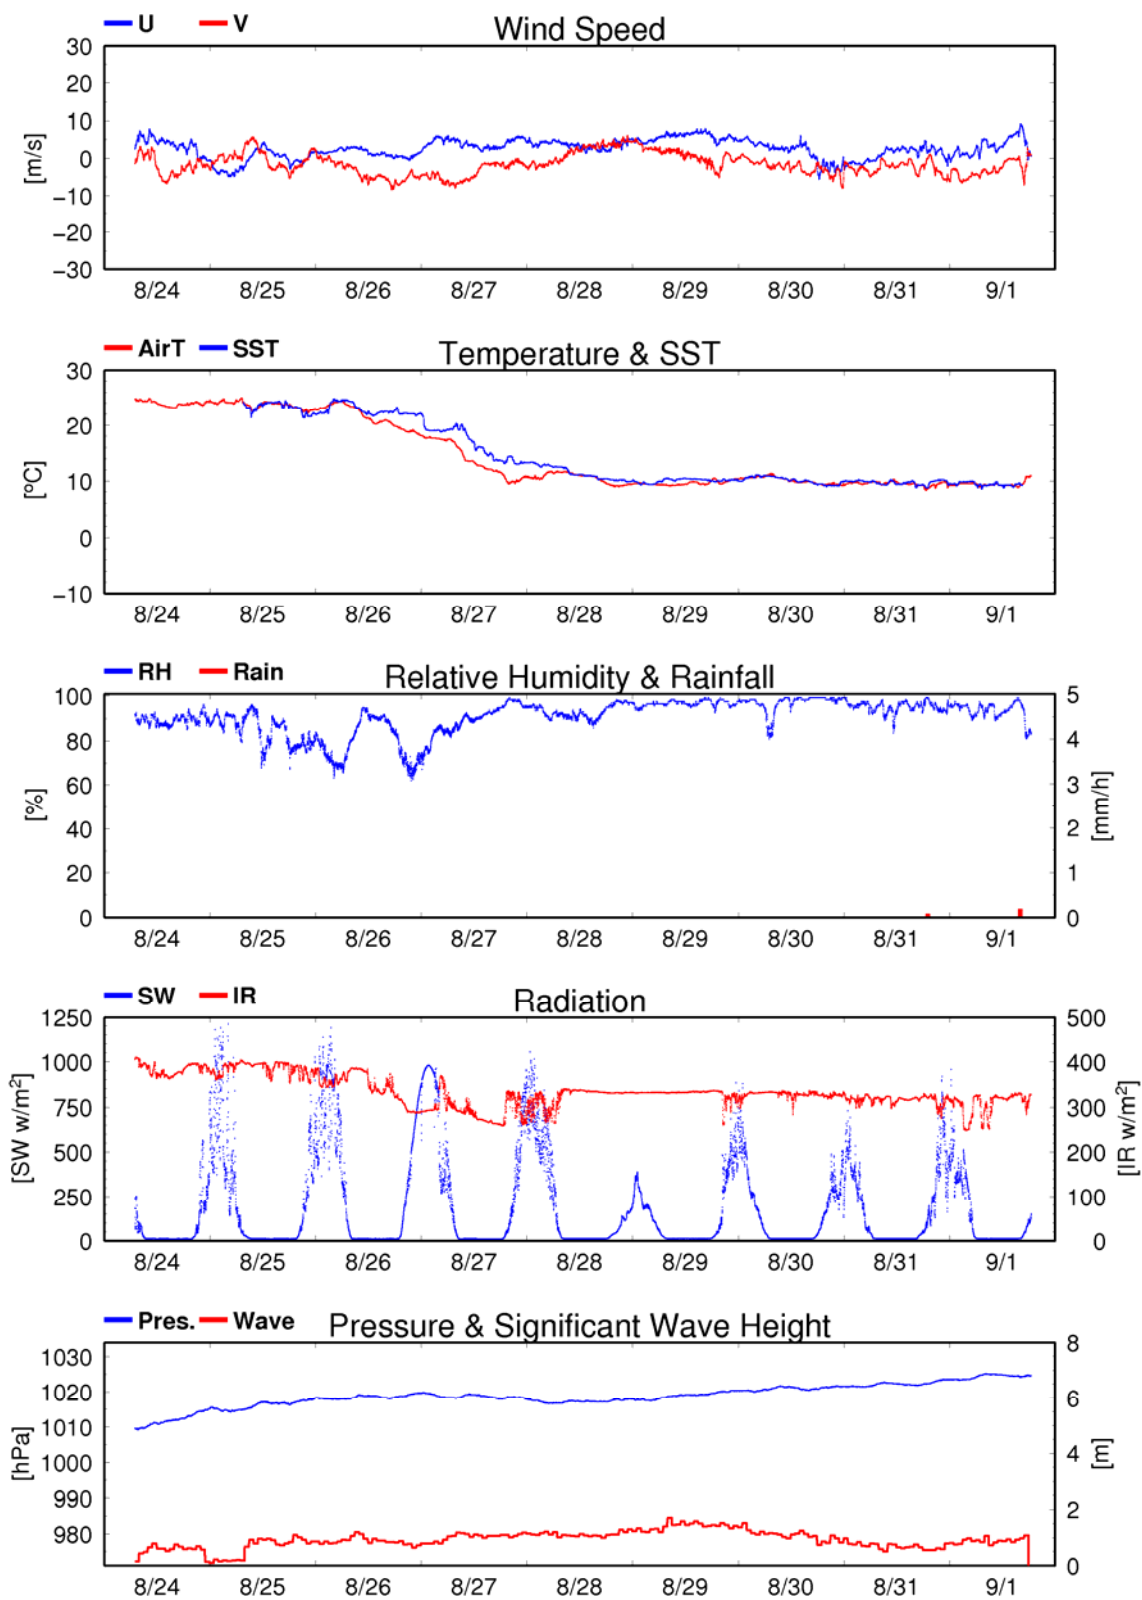 U V Wind Speed
30
20
10
0
−10
−20
−30
[m/s]
8/24 8/25 8/26 8/27 8/28 8/29 8/30 8/31 9/1
AirT SST Temperature & SST
30
20
10
0
−10
[ºC]
8/24 8/25 8/26 8/27 8/28 8/29 8/30 8/31 9/1
RH Rain Relative Humidity & Rainfall
100 5
80 4
60 3
40 2
20 1
0 0
[%] [mm/h]
8/24 8/25 8/26 8/27 8/28 8/29 8/30 8/31 9/1
SW IR Radiation
1250 500
1000 400
750 300
500 200
250 100
0 0
[SW w/m²] [IR w/m²]
8/24 8/25 8/26 8/27 8/28 8/29 8/30 8/31 9/1
Pres. Wave Pressure & Significant Wave Height
1030 8
1020 6
1010
1000 4
990 2
980 0
[hPa] [m]
8/24 8/25 8/26 8/27 8/28 8/29 8/30 8/31 9/1